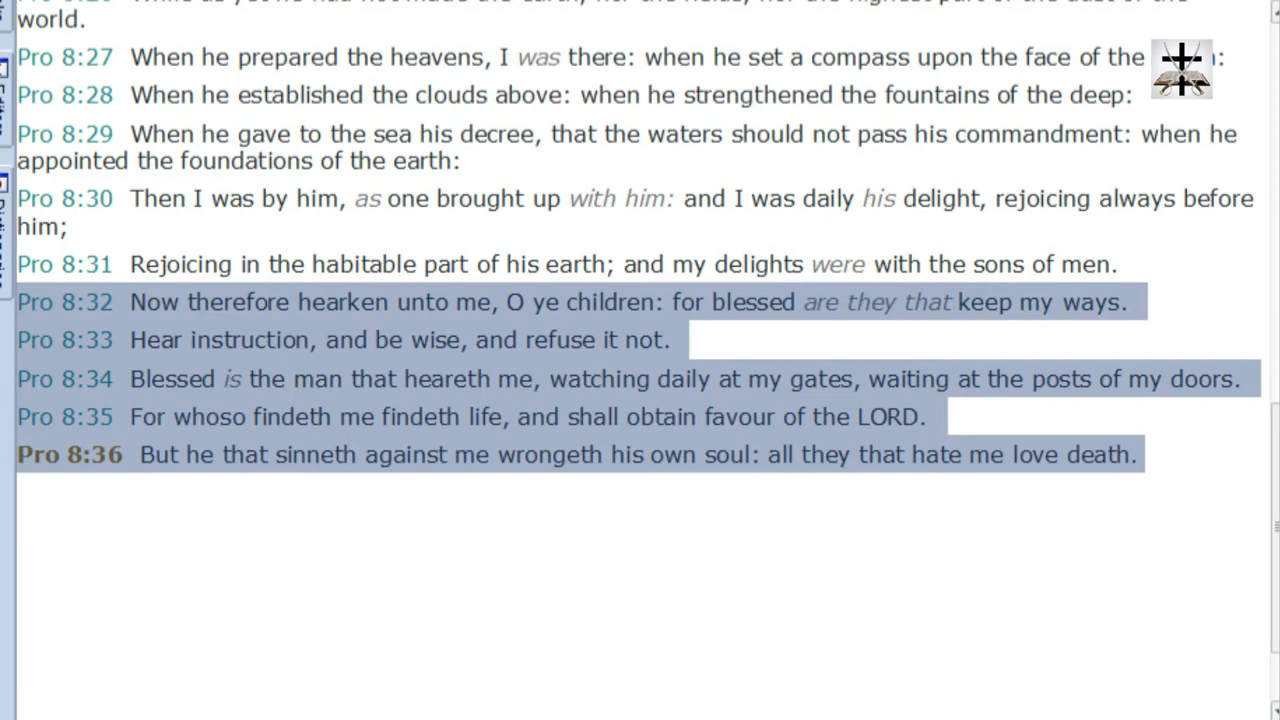 world.
Pro 8:27 When he prepared the heavens, I was there: when he set a compass upon the face of the :
Pro 8:28 When he established the clouds above: when he strengthened the fountains of the deep:
Pro 8:29 When he gave to the sea his decree, that the waters should not pass his commandment: when he
appointed the foundations of the earth:
Pro 8:30 Then I was by him, as one brought up with him: and I was daily his delight, rejoicing always before
him;
Pro 8:31 Rejoicing in the habitable part of his earth; and my delights were with the sons of men.
Pro 8:32 Now therefore hearken unto me, O ye children: for blessed are they that keep my ways.
Pro 8:33 Hear instruction, and be wise, and refuse it not.
Pro 8:34 Blessed is the man that heareth me, watching daily at my gates, waiting at the posts of my doors.
Pro 8:35 For whoso findeth me findeth life, and shall obtain favour of the LORD.
Pro 8:36 But he that sinneth against me wrongeth his own soul: all they that hate me love death.